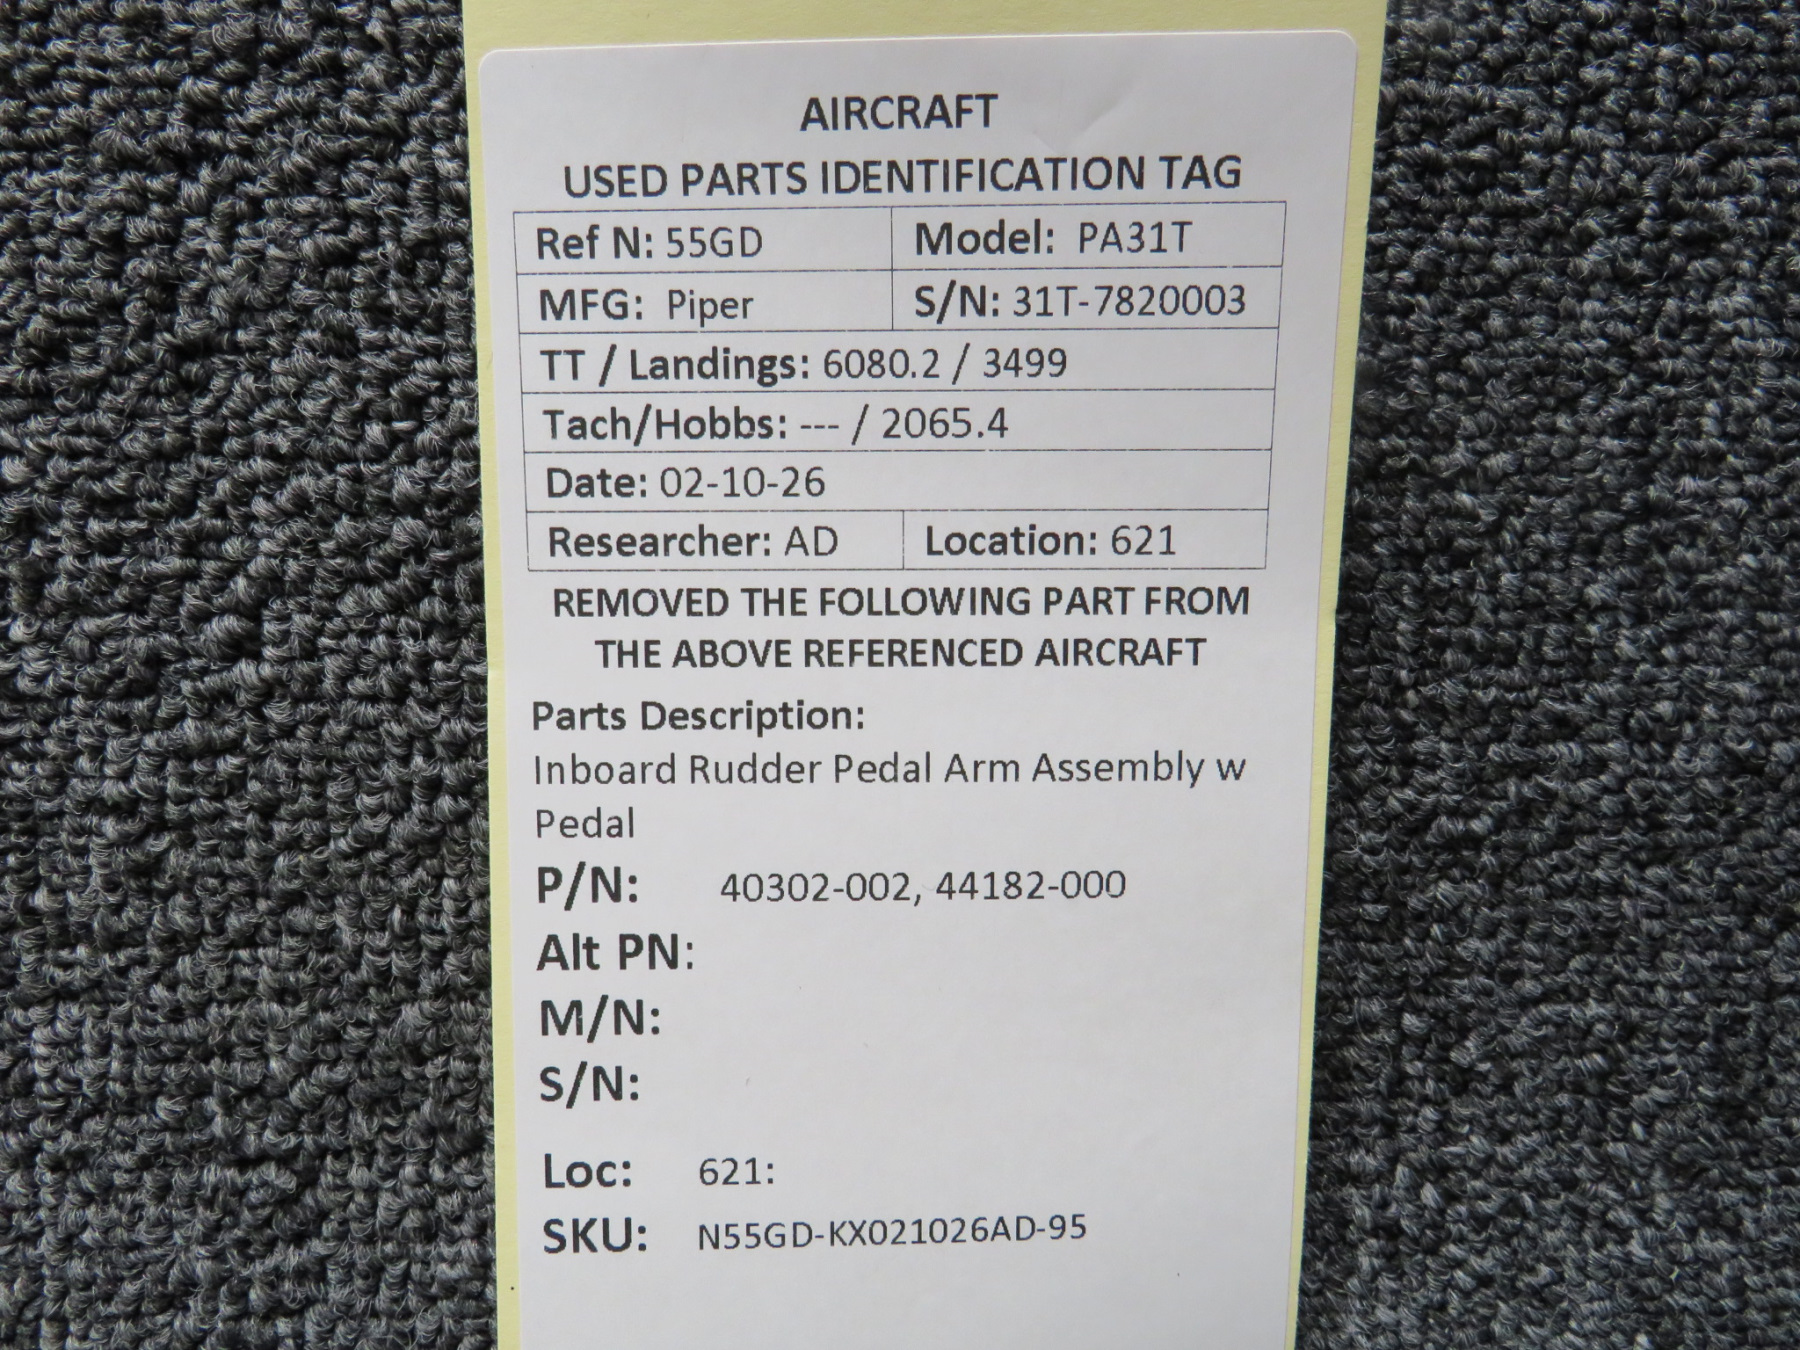 AIRCRAFT
USED PARTS IDENTIFICATION TAG
Ref N: 55GD Model: PA31T
MFG: Piper S/N: 31T-7820003
TT / Landings: 6080.2 / 3499
Tach/Hobbs: --- / 2065.4
Date: 02-10-26
Researcher: AD Location: 621
REMOVED THE FOLLOWING PART FROM
THE ABOVE REFERENCED AIRCRAFT
Parts Description:
Inboard Rudder Pedal Arm Assembly w
Pedal
P/N: 40302-002, 44182-000
Alt PN:
M/N:
S/N:
Loc: 621:
SKU: N55GD-KX021026AD-95